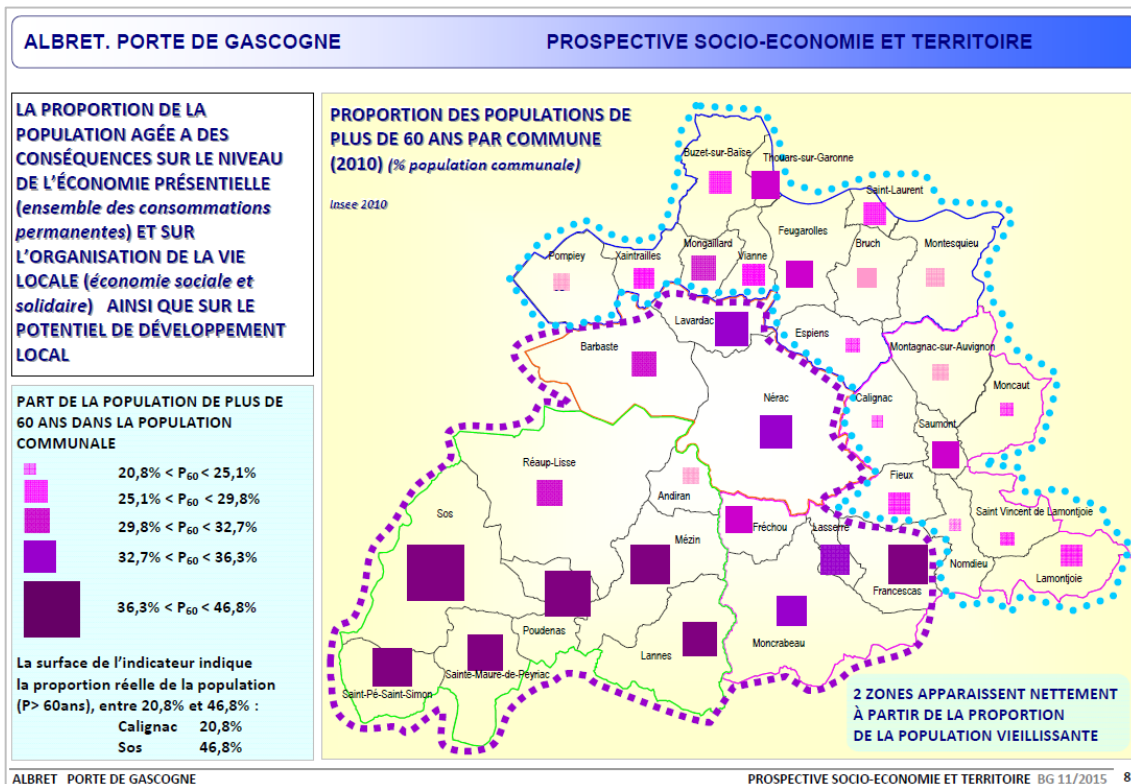 ALBRET. PORTE DE GASCOGNE
PROSPECTIVE SOCIO-ECONOMIE ET TERRITOIRE
LA PROPORTION DE LA
POPULATION AGÉE A DES
CONSÉQUENCES SUR LE NIVEAU
DE L'ÉCONOMIE PRÉSENTIELLE
(ensemble des consommations
permanentes) ET SUR
L'ORGANISATION DE LA VIE
LOCALE (économie sociale et
solidaire) AINSI QUE SUR LE
POTENTIEL DE DÉVELOPPEMENT
LOCAL
PART DE LA POPULATION DE PLUS DE
60 ANS DANS LA POPULATION
COMMUNALE
20,8% < P60 < 25,1%
25,1% < P60 < 29,8%
29,8% < P60 < 32,7%
32,7% < P60 < 36,3%
36,3% < P60 < 46,8%
La surface de l'indicateur indique
la proportion réelle de la population
(P> 60ans), entre 20,8% et 46,8% :
Calignac 20,8%
Sos 46,8%
PROPORTION DES POPULATIONS DE
PLUS DE 60 ANS PAR COMMUNE
(2010) (% population communale)
Insee 2010
Buzet-sur-Baïse
Thouars-sur-Garonne
Saint-Laurent
Feugarolles
Mongaillard
Vianne
Bruch
Montesquieu
Pompiey
Xaintrailles
Lavardac
Espiens
Barbaste
Montagnac-sur-Auvignon
Moncaut
Nérac
Calignac
Saumont
Réaup-Lisse
Andiran
Fieux
Sos
Saint Vincent de Lamontjoie
Fréchou
Lasserre
Mézin
Nomdieu
Lamontjoie
Francescas
Poudenas
Moncrabeau
Lannes
Sainte-Maure-de-Peyriac
Saint-Pé-Saint-Simon
2 ZONES APPARAISSENT NETTEMENT
À PARTIR DE LA PROPORTION
DE LA POPULATION VIEILLISSANTE
ALBRET PORTE DE GASCOGNE
PROSPECTIVE SOCIO-ECONOMIE ET TERRITOIRE BG 11/2015 8